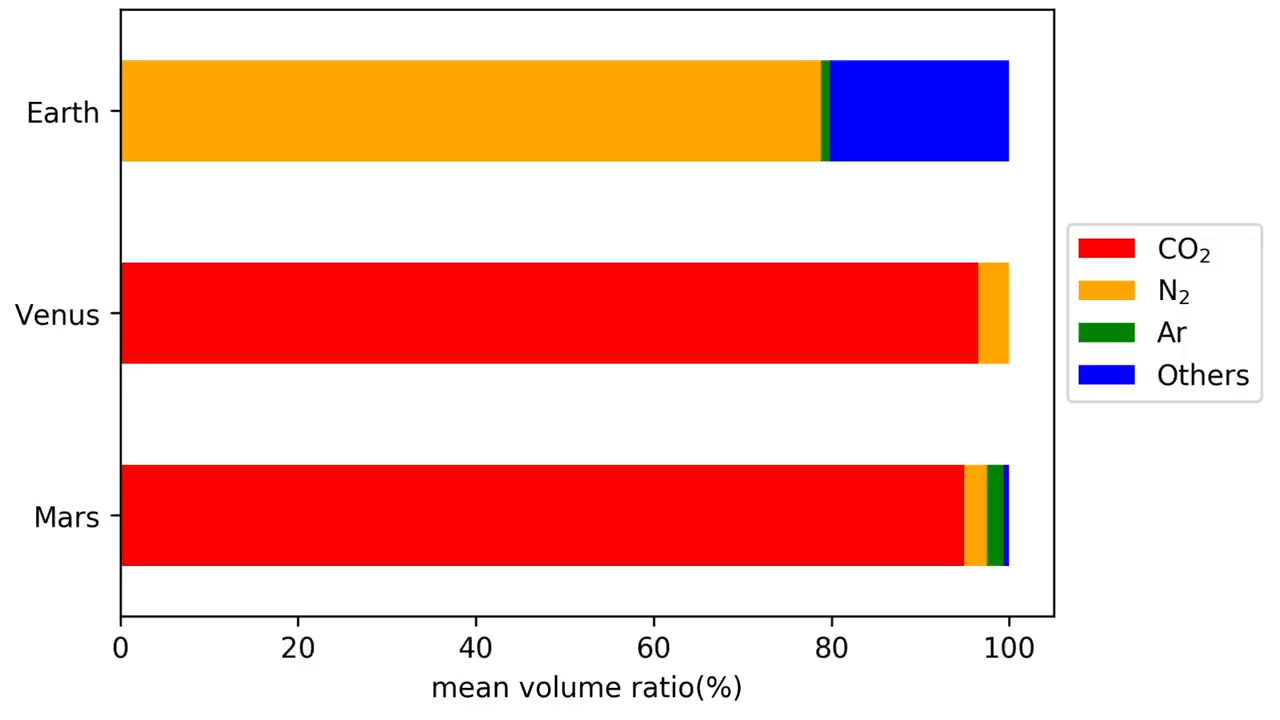 Earth
Venus
Mars
0 20 40 60 80 100
mean volume ratio(%)
CO₂
N₂
Ar
Others